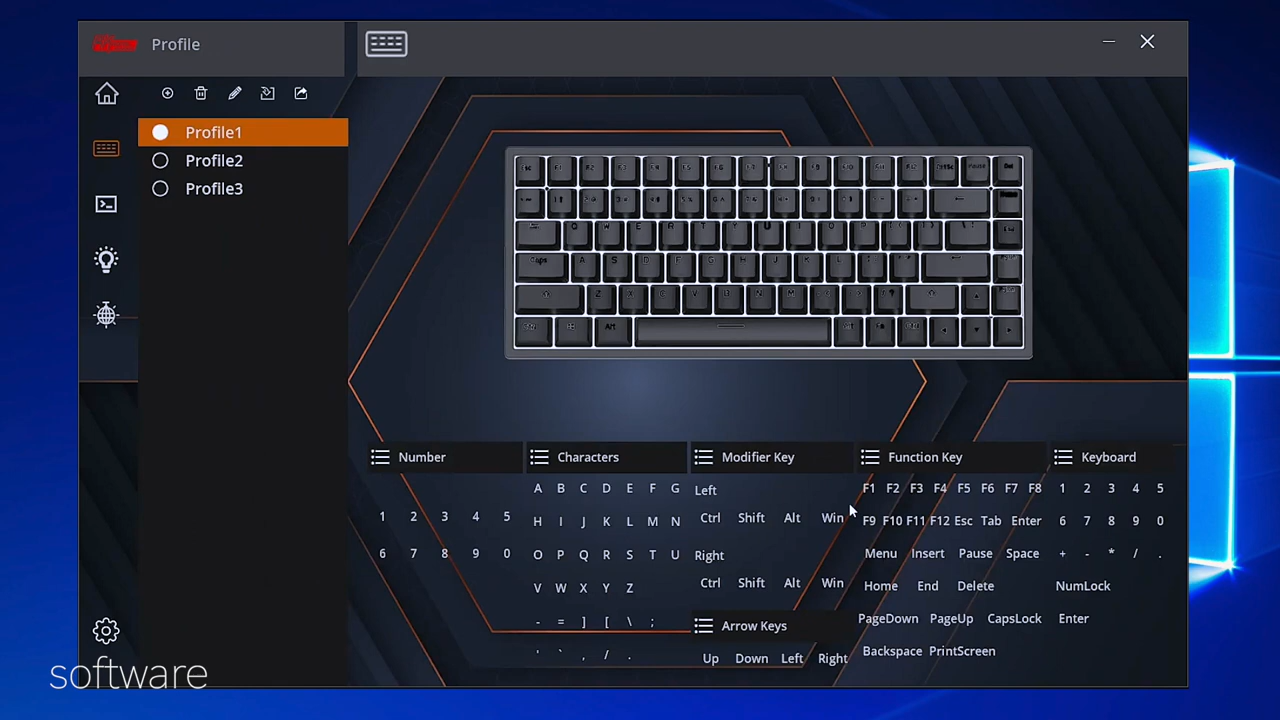 Profile
Profile1
Profile2
Profile3
Number
1 2 3 4 5
6 7 8 9 0
Characters
A B C D E F G
H I J K L M N
O P Q R S T U
V W X Y Z
- = ] [ \ ;
' ` , / .
Modifier Key
Left
Ctrl Shift Alt Win
Right
Ctrl Shift Alt Win
Arrow Keys
Up Down Left Right
Function Key
F1 F2 F3 F4 F5 F6 F7 F8
F9 F10 F11 F12 Esc Tab Enter
Menu Insert Pause Space
Home End Delete
PageDown PageUp CapsLock
Backspace PrintScreen
Keyboard
1 2 3 4 5
6 7 8 9 0
+ - * / .
NumLock
Enter
software